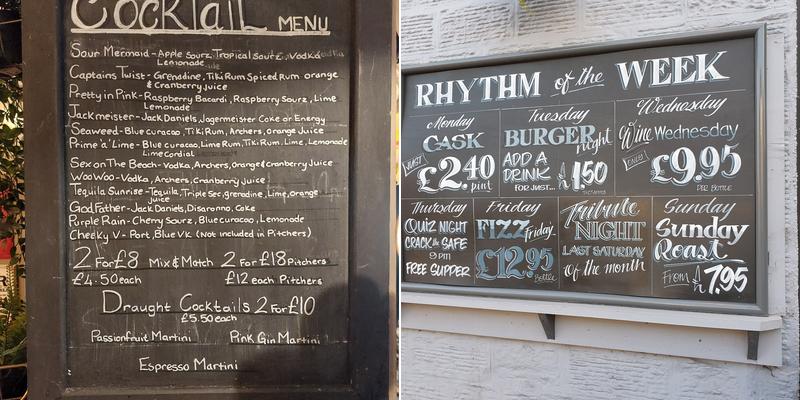 Cocktail MENU
Sour Mermaid - Apple Sourz, Tropical Sourz, Vodka
Lemonade
Captains Twist - Grenadine, Tiki Rum Spiced Rum orange
& Cranberry juice
Pretty in Pink - Raspberry Bacardi, Raspberry Sourz, Lime
Lemonade
Jackmeister - Jack Daniels, Jagermeister Coke or Energy
Seaweed - Blue curacao, Tiki Rum, Archers, Orange Juice
Prime 'a' Lime - Blue curacao, Lime Rum, Tiki Rum, Lime, Lemonade
Lime Cordial
Sex on The Beach - Vodka, Archers, Orange & cranberry Juice
Woo Woo - Vodka, Archers, Cranberry juice
Tequila Sunrise - Tequila, Triple Sec, grenadine, Lime, orange
juice
God Father - Jack Daniels, Disaronno, Coke
Purple Rain - Cherry Sourz, Blue curacao, Lemonade
Cheeky V - Port, Blue Vk (Not included in Pitchers)
2 For £8 Mix & Match 2 For £18 Pitchers
£4.50 each £12 each Pitchers
Draught Cocktails 2 For £10
£5.50 each
Passionfruit Martini Pink Gin Martini
Espresso Martini
RHYTHM of the WEEK
Monday
CASK
JUST
£2.40
pint
Tuesday
BURGER night
ADD A
DRINK
FOR JUST... £1.50
Wednesday
Wine Wednesday
ONLY £9.95
PER BOTTLE
Thursday
QUIZ NIGHT
CRACK the SAFE
9PM
FREE SUPPER
Friday
FIZZ Friday.
£12.95
Bottle
Tribute
NIGHT
LAST SATURDAY
of the month
Sunday
Sunday
Roast
From £7.95